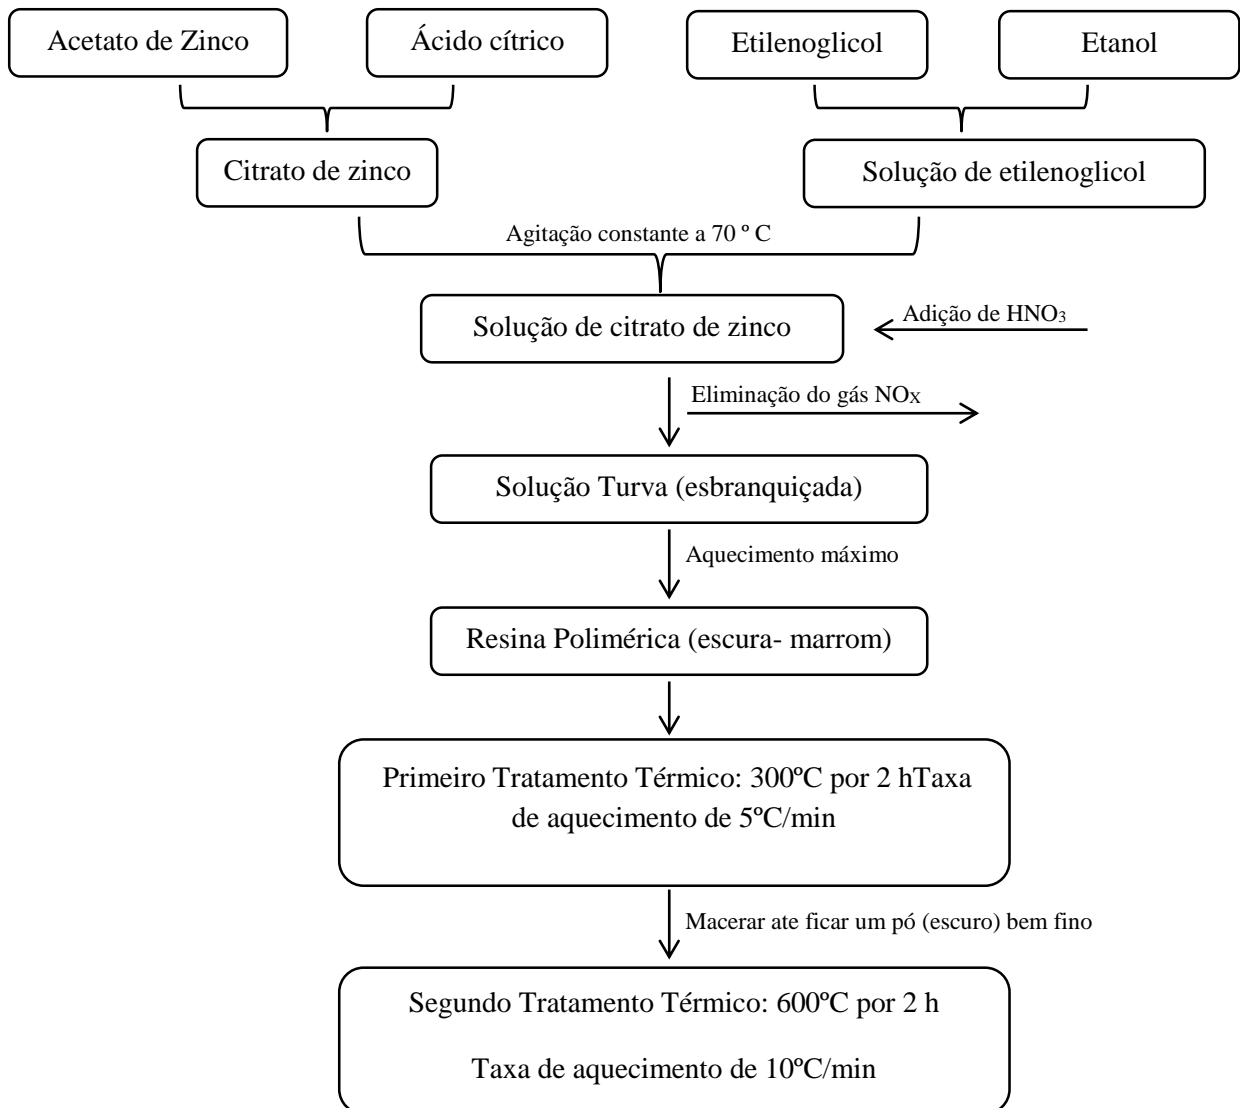 Acetato de Zinco
Ácido cítrico
Etilenoglicol
Etanol
Citrato de zinco
Solução de etilenoglicol
Agitação constante a 70 º C
Solução de citrato de zinco
Adição de HNO₃
Eliminação do gás NOₓ
Solução Turva (esbranquiçada)
Aquecimento máximo
Resina Polimérica (escura- marrom)
Primeiro Tratamento Térmico: 300ºC por 2 hTaxa
de aquecimento de 5ºC/min
Macerar ate ficar um pó (escuro) bem fino
Segundo Tratamento Térmico: 600ºC por 2 h
Taxa de aquecimento de 10ºC/min